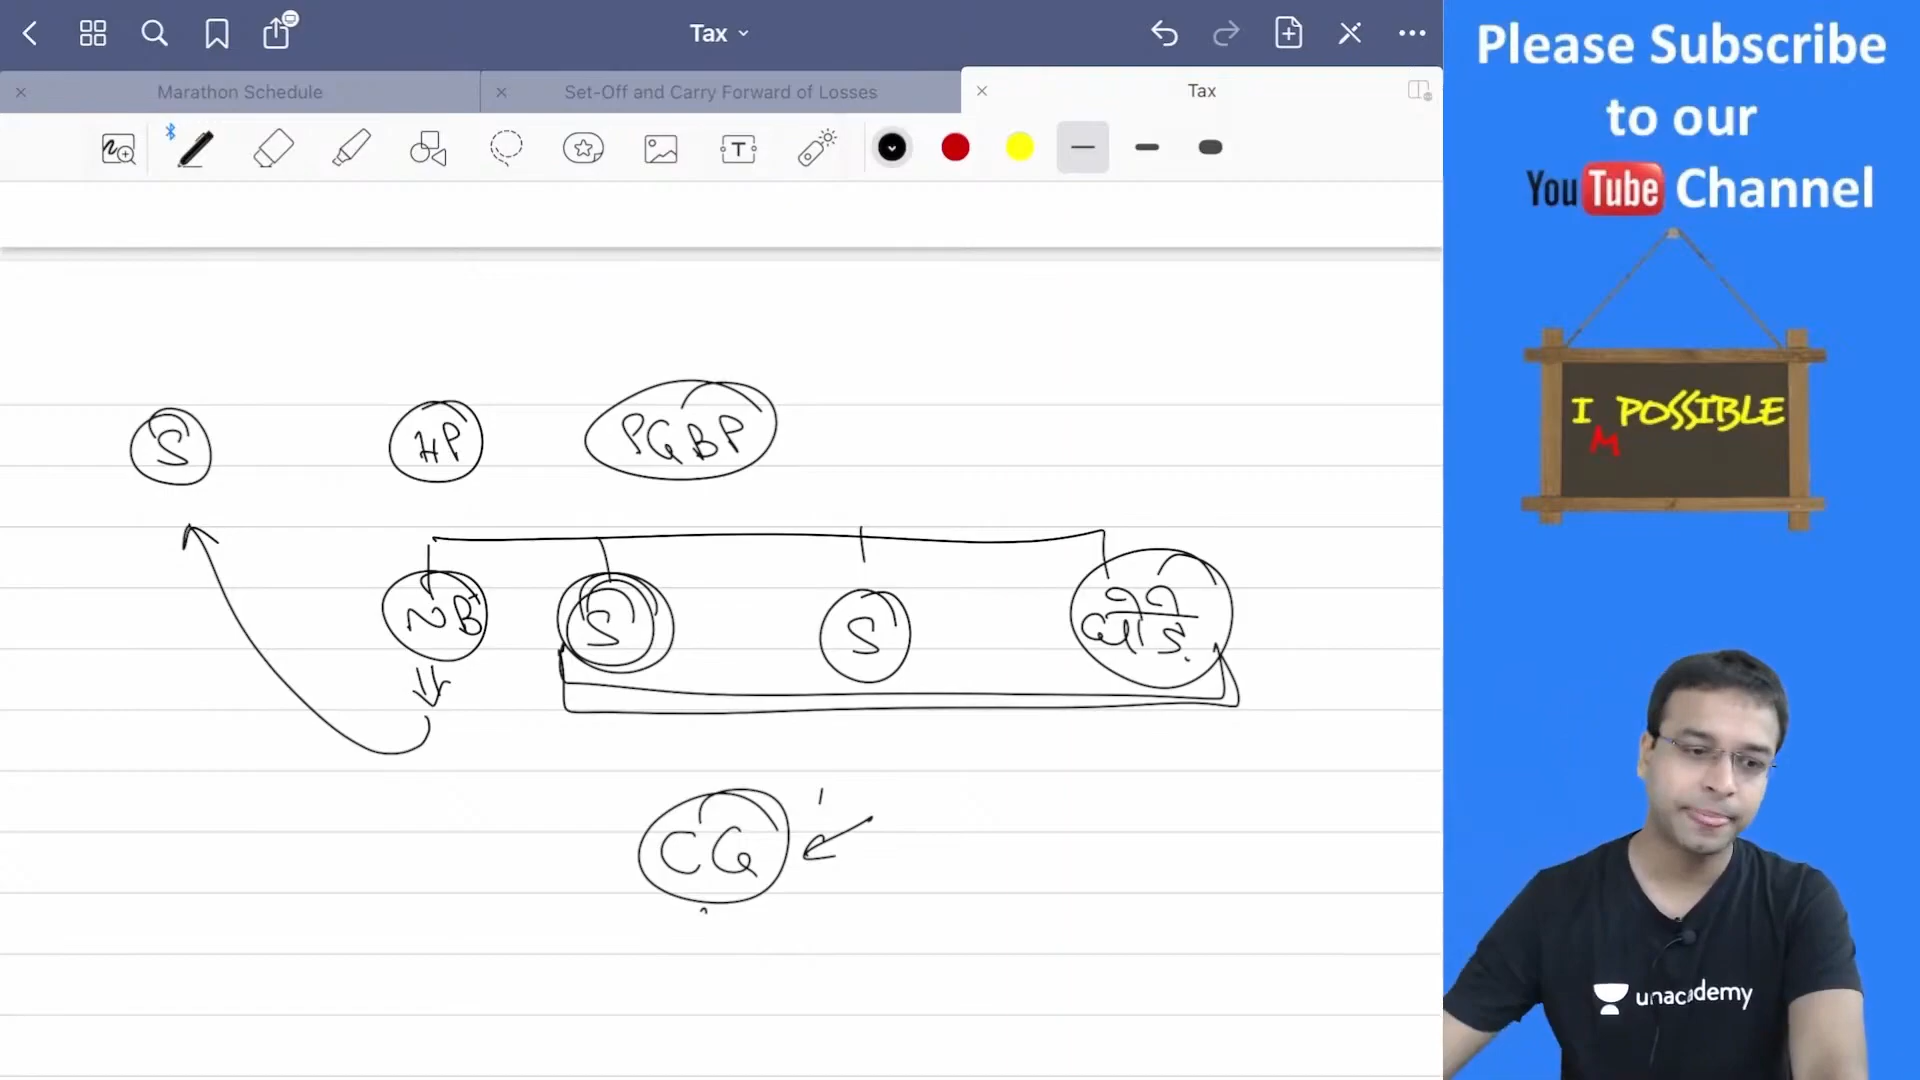 Tax
Marathon Schedule
Set-Off and Carry Forward of Losses
Tax
T
S
HP
PGBP
NB
S
S
CG
Please Subscribe
to our
YouTube Channel
I POSSIBLE
M
unacademy